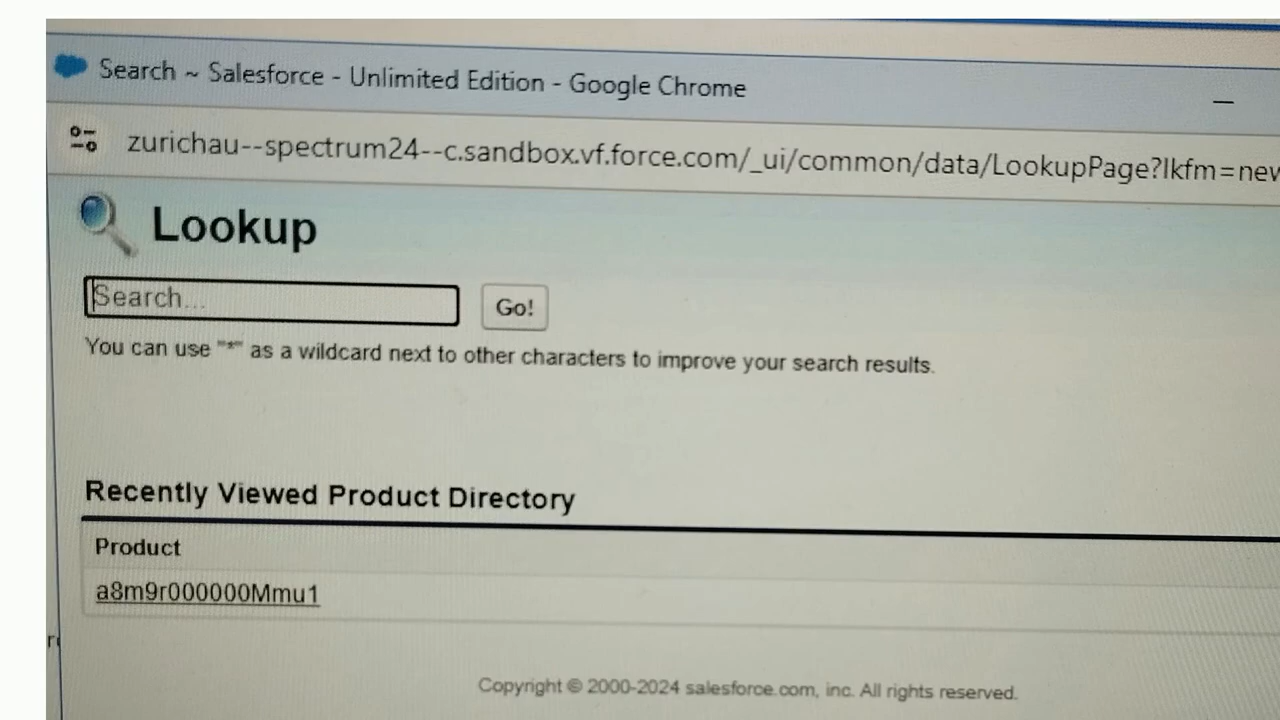 Search ~ Salesforce - Unlimited Edition - Google Chrome
zurichau--spectrum24--c.sandbox.vf.force.com/_ui/common/data/LookupPage?lkfm=new
Lookup
Search...
Go!
You can use "*" as a wildcard next to other characters to improve your search results.
Recently Viewed Product Directory
Product
a8m9r000000Mmu1
Copyright © 2000-2024 salesforce.com, inc. All rights reserved.